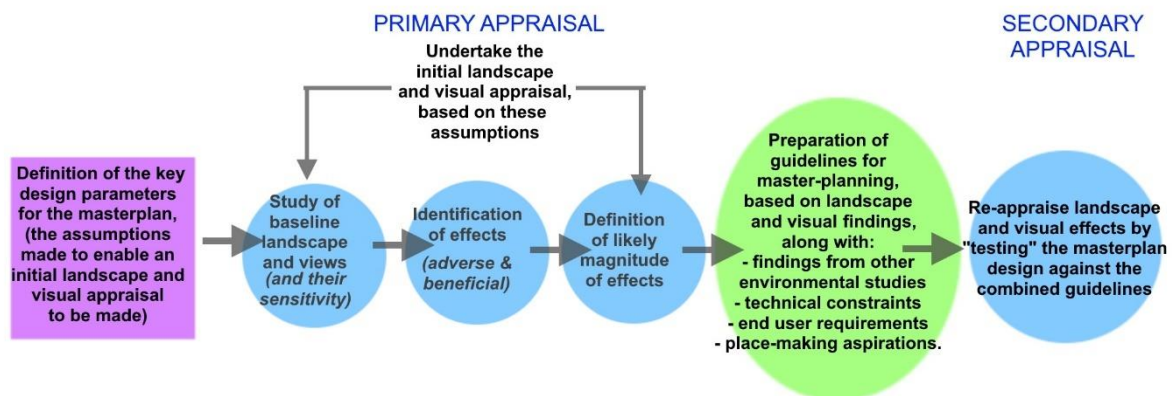 PRIMARY APPRAISAL
SECONDARY
APPRAISAL
Undertake the
initial landscape
and visual appraisal,
based on these
assumptions
Definition of the key
design parameters
for the masterplan,
(the assumptions
made to enable an
initial landscape and
visual appraisal
to be made)
Study of
baseline
landscape
and views
(and their
sensitivity)
Identification
of effects
(adverse &
beneficial)
Definition
of likely
magnitude
of effects
Preparation of
guidelines for
master-planning,
based on landscape
and visual findings,
along with:
- findings from other
environmental studies
- technical constraints
- end user requirements
- place-making aspirations.
Re-appraise landscape
and visual effects by
"testing" the masterplan
design against the
combined guidelines